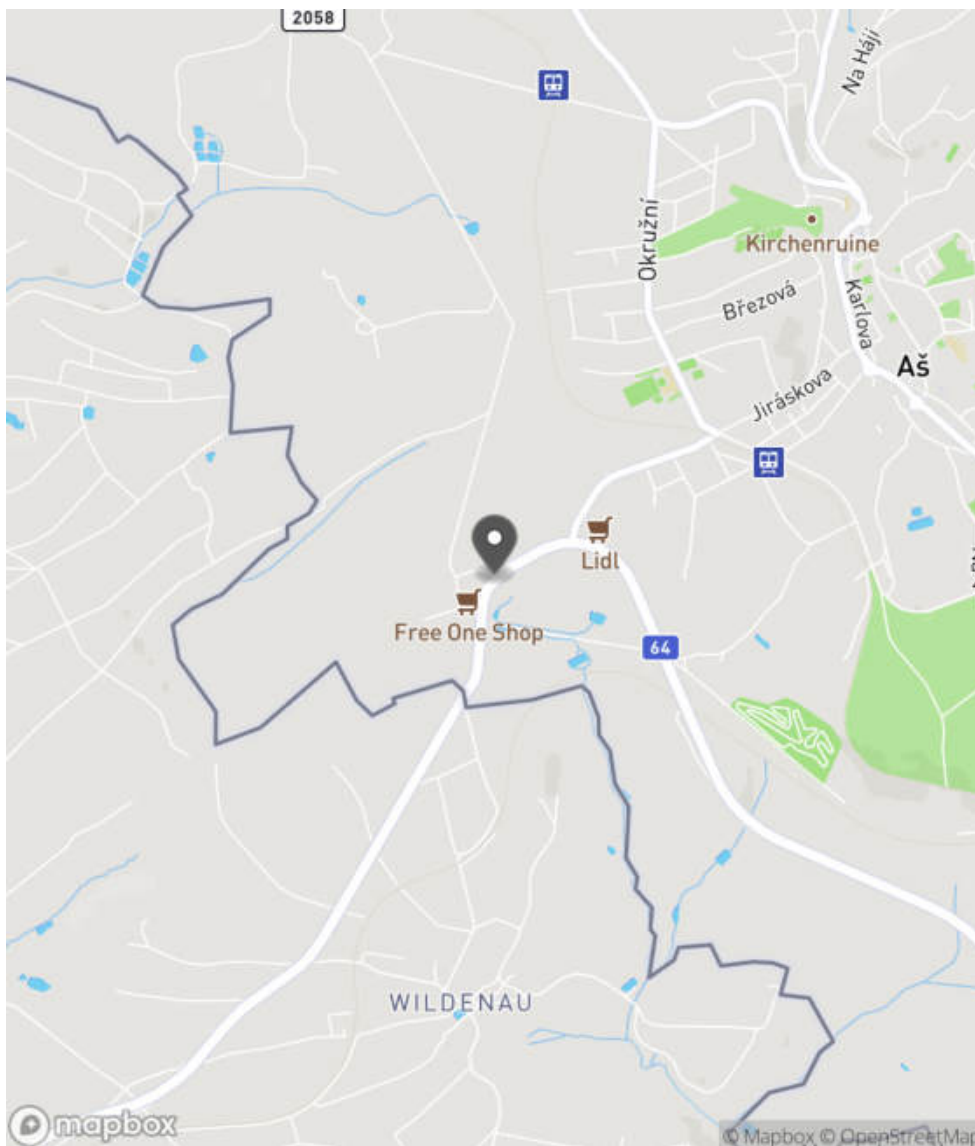 2058
Na Háji
Okružní
Kirchenruine
Březová
Karlova
Aš
Jiráskova
Lidl
Free One Shop
64
WILDENAU
mapbox
© Mapbox © OpenStreetMap